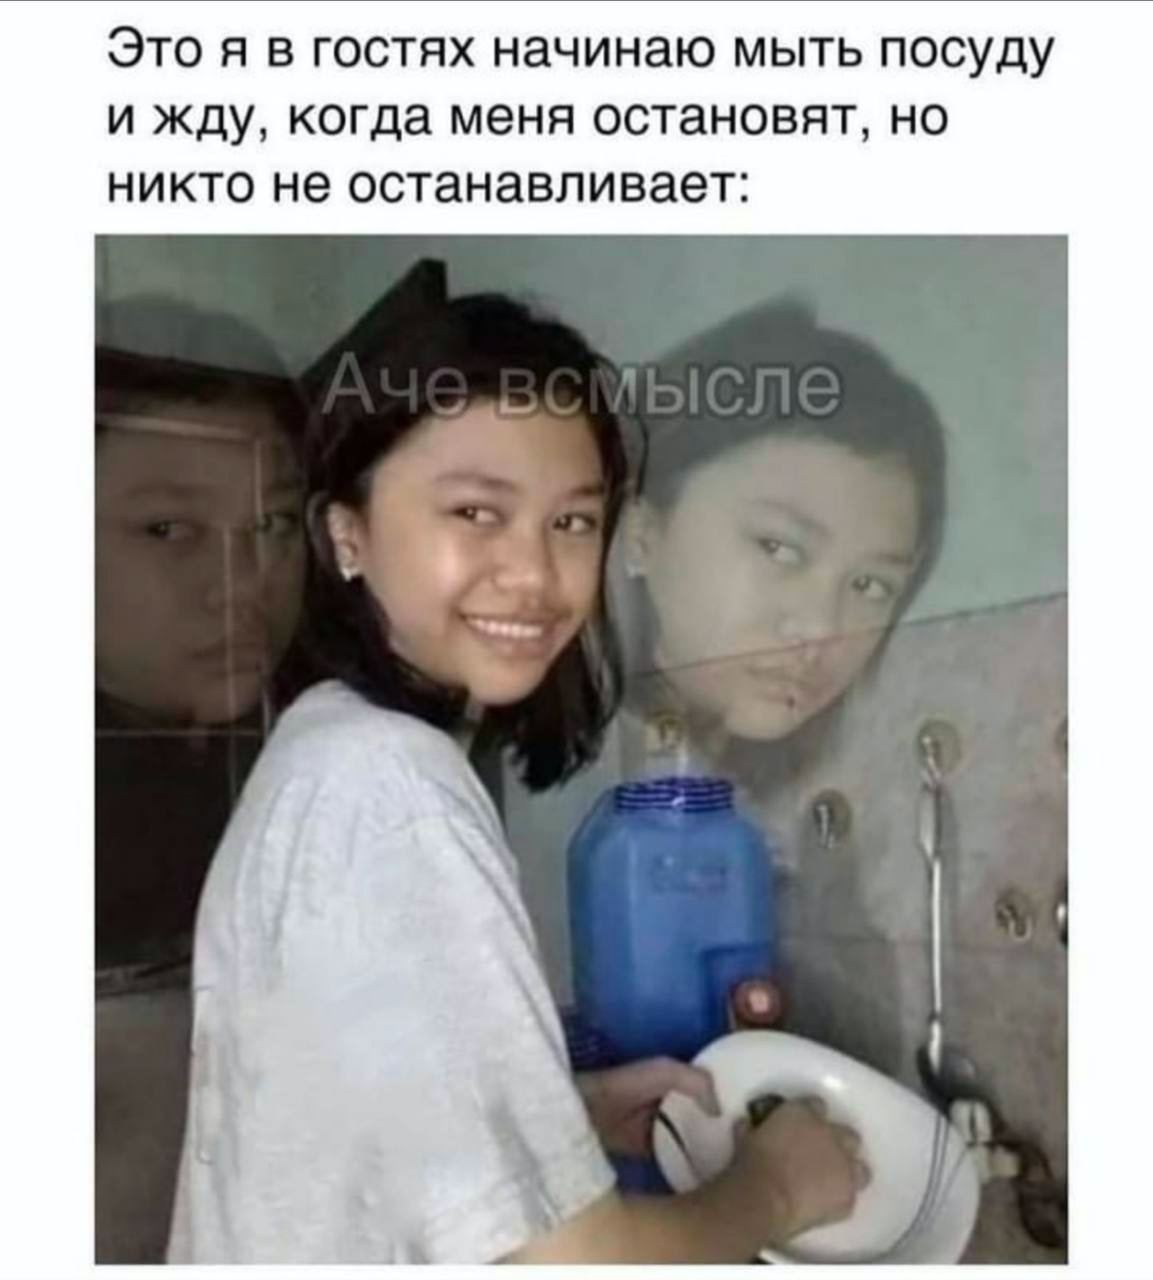 Это я в гостях начинаю мыть посуду
и жду, когда меня остановят, но
никто не останавливает:
Аче всмысле